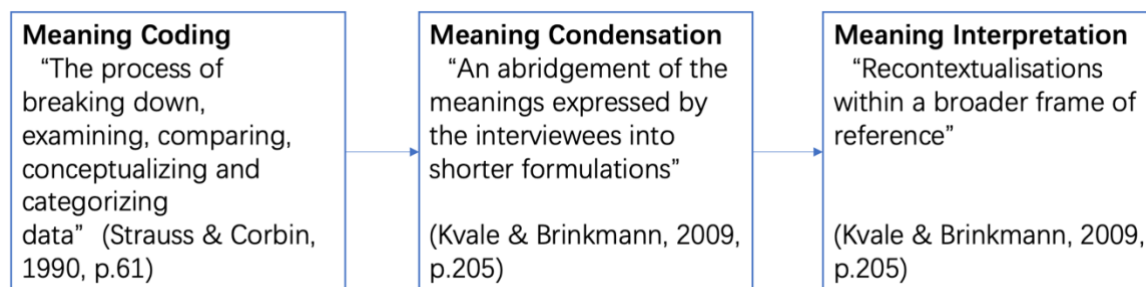 Meaning Coding
“The process of
breaking down,
examining, comparing,
conceptualizing and
categorizing
data” (Strauss & Corbin,
1990, p.61)
Meaning Condensation
“An abridgement of the
meanings expressed by
the interviewees into
shorter formulations”
(Kvale & Brinkmann, 2009,
p.205)
Meaning Interpretation
“Recontextualisations
within a broader frame of
reference”
(Kvale & Brinkmann, 2009,
p.205)